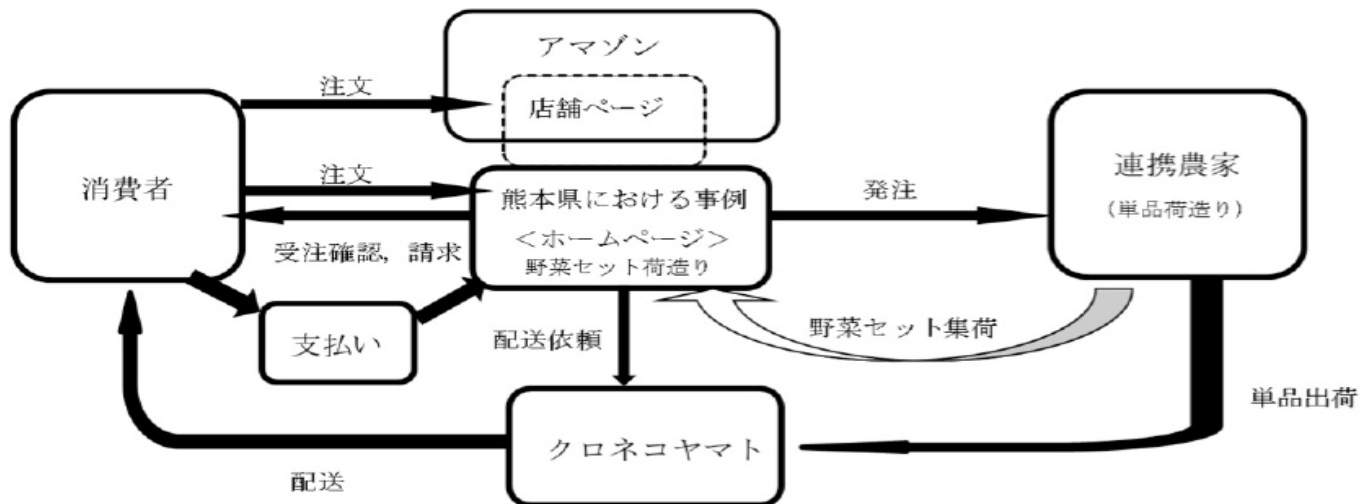 アマゾン
注文
店舗ページ
消費者
注文
熊本県における事例
＜ホームページ＞
野菜セット荷造り
発注
連携農家
(単品荷造り)
受注確認，請求
支払い
配送依頼
野菜セット集荷
単品出荷
クロネコヤマト
配送